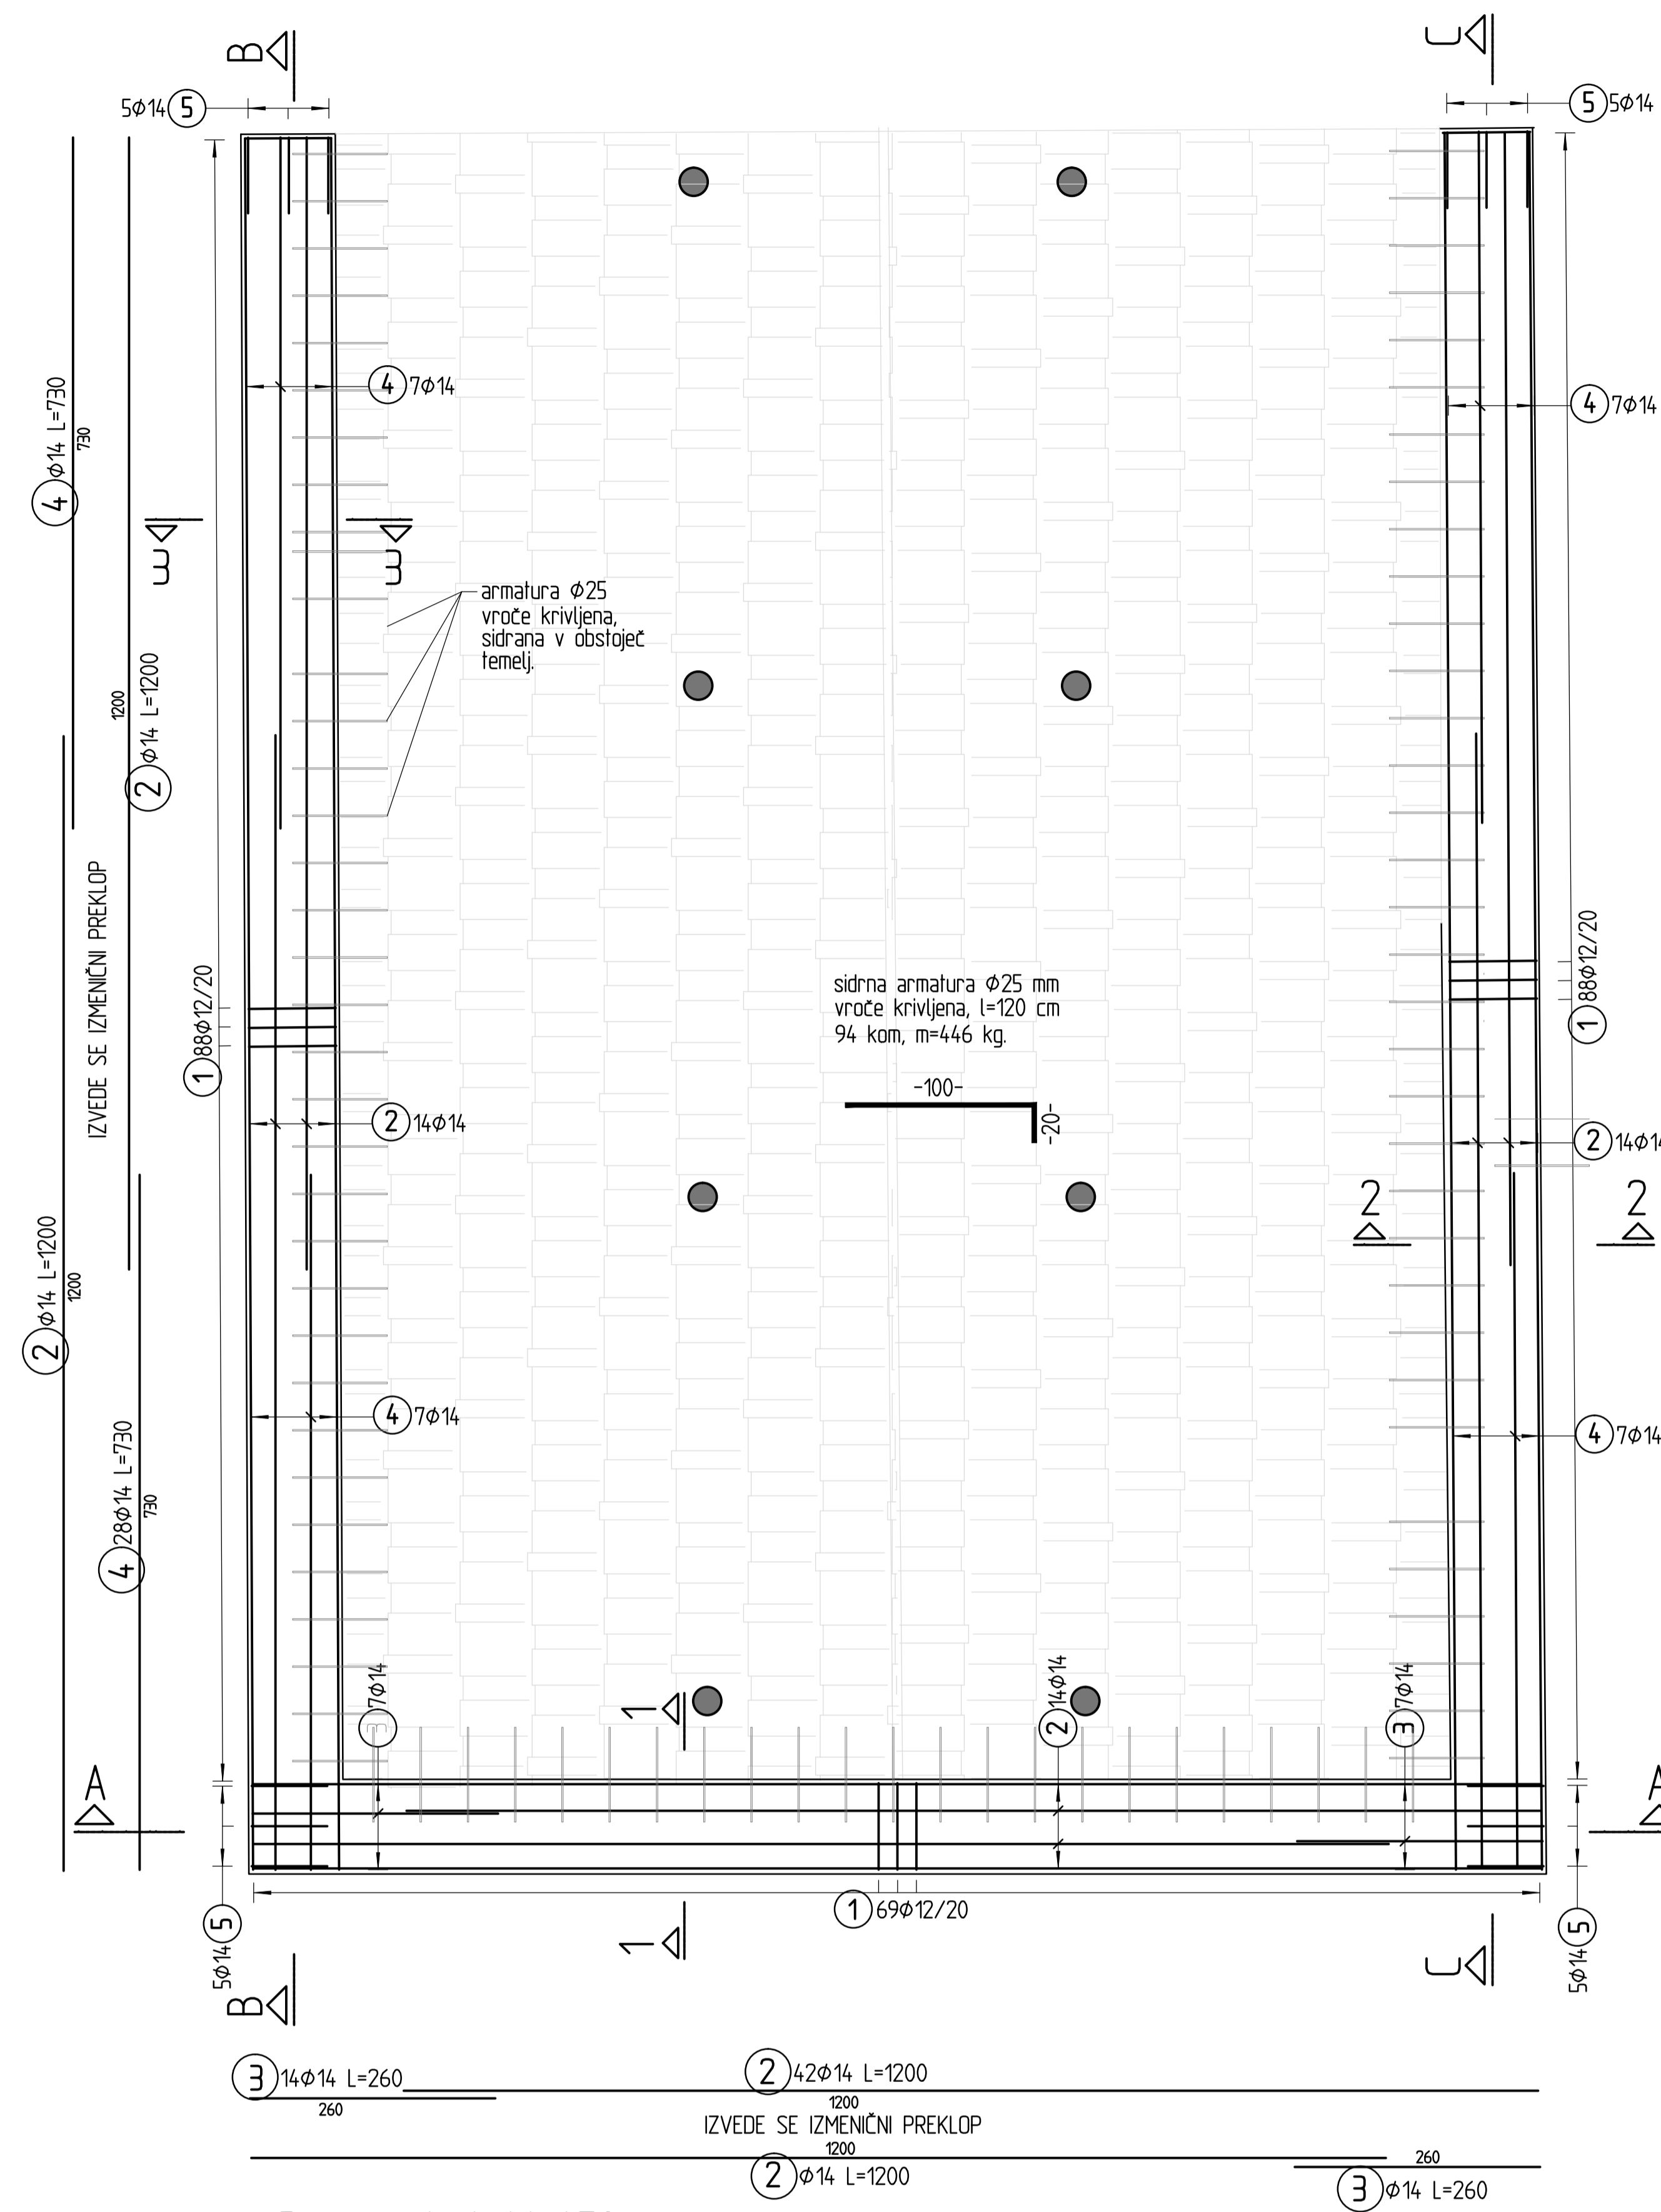 B
C
5ϕ14 5
5 5ϕ14
4 7ϕ14
4 7ϕ14
4 ϕ14 L=730
730
3
3
armatura ϕ25
vroče krivljena,
sidrana v obstoječ
temelj.
2 ϕ14 L=1200
1200
IZVEDE SE IZMENIČNI PREKLOP
1 88ϕ12/20
1 88ϕ12/20
sidrna armatura ϕ25 mm
vroče krivljena, l=120 cm
94 kom, m=446 kg.
-100-
-20-
2 14ϕ14
2 14ϕ1
2
2
2 ϕ14 L=1200
1200
4 7ϕ14
4 7ϕ14
4 28ϕ14 L=730
730
3 7ϕ14
1
2 14ϕ14
3 7ϕ14
A
A
1 69ϕ12/20
5ϕ14 5
1
5ϕ14 5
B
C
3 14ϕ14 L=260
260
2 42ϕ14 L=1200
1200
IZVEDE SE IZMENIČNI PREKLOP
1200
2 ϕ14 L=1200
260
3 ϕ14 L=260